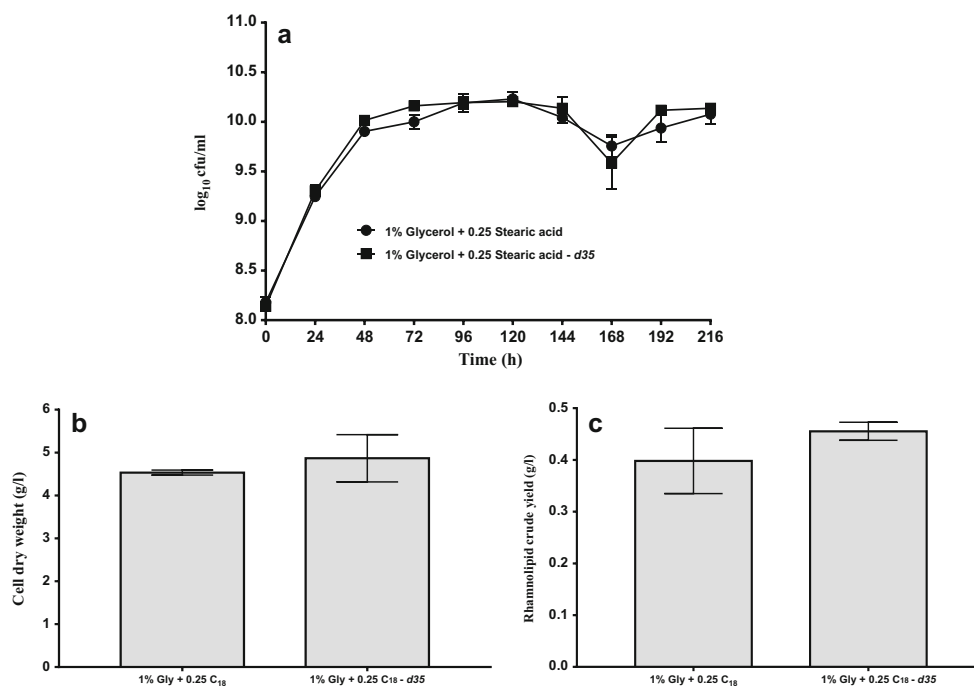 a
11.0
10.5
10.0
9.5
9.0
8.5
8.0
log10 cfu/ml
1% Glycerol + 0.25 Stearic acid
1% Glycerol + 0.25 Stearic acid - d35
0 24 48 72 96 120 144 168 192 216
Time (h)
b
6
5
4
3
2
1
0
Cell dry weight (g/l)
1% Gly + 0.25 C18
1% Gly + 0.25 C18 - d35
c
0.5
0.4
0.3
0.2
0.1
0.0
Rhamnolipid crude yield (g/l)
1% Gly + 0.25 C18
1% Gly + 0.25 C18 - d35